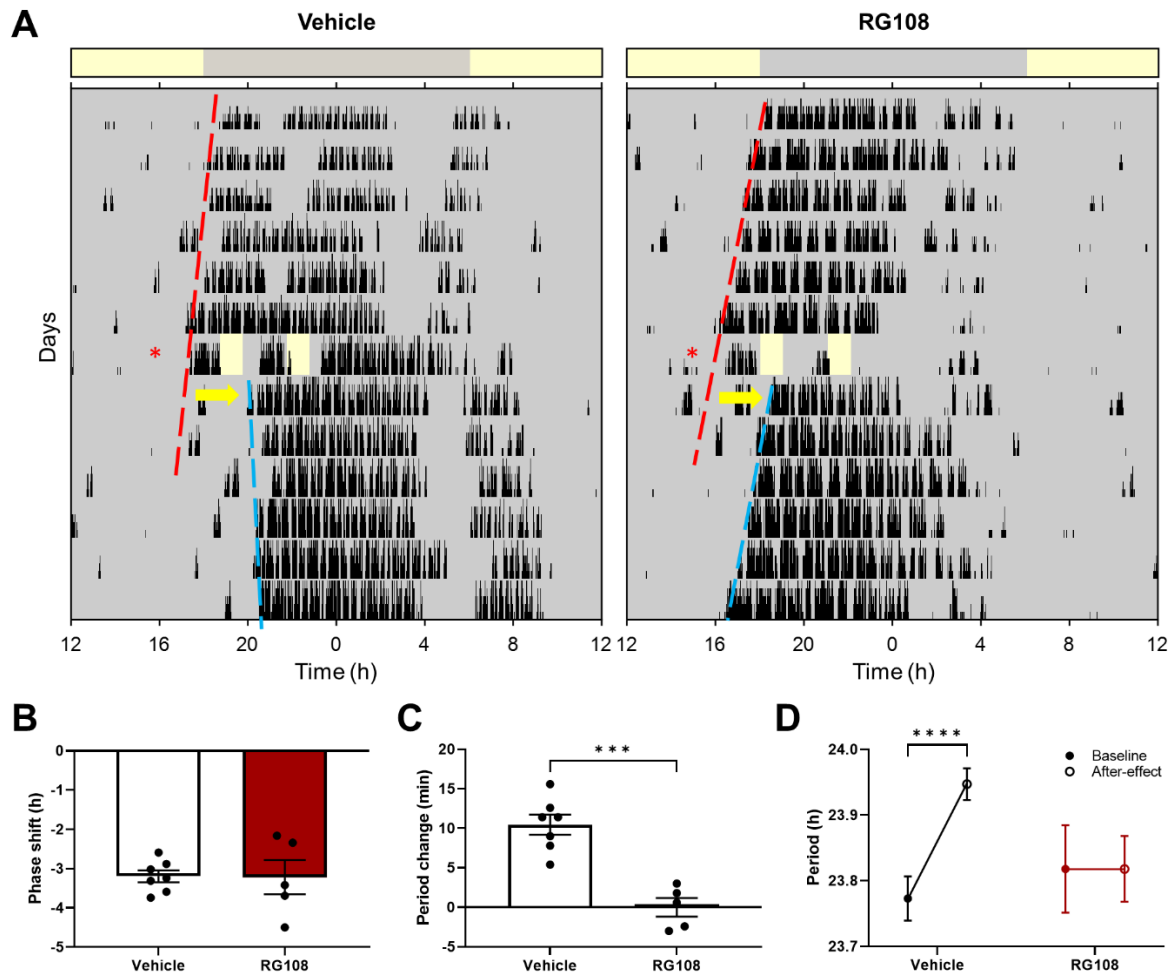 A
Vehicle
RG108
Days
*
*
12 16 20 0 4 8 12
12 16 20 0 4 8 12
Time (h)
Time (h)
B
C
D
Phase shift (h)
0
-1
-2
-3
-4
-5
Vehicle RG108
Period change (min)
20
15
10
5
0
-5
***
Vehicle RG108
Period (h)
24.0
23.9
23.8
23.7
****
Baseline
After-effect
Vehicle RG108